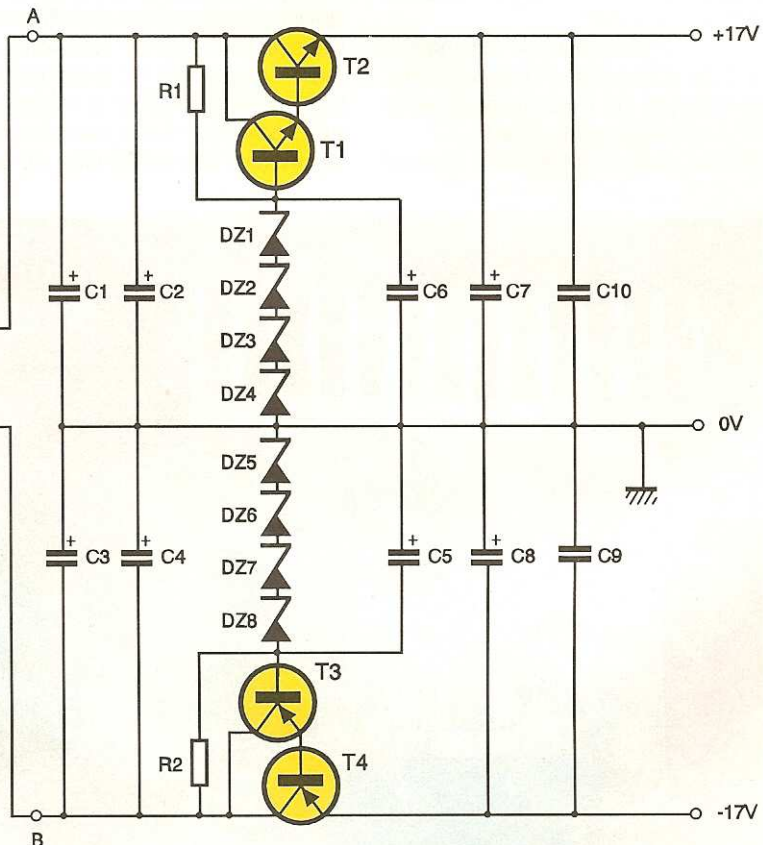 A
+17V
T2
R1
T1
DZ1
DZ2
DZ3
DZ4
+ C1
+ C2
+ C6
+ C7
C10
0V
DZ5
DZ6
DZ7
DZ8
+ C3
+ C4
+ C5
+ C8
C9
T3
R2
T4
B
-17V